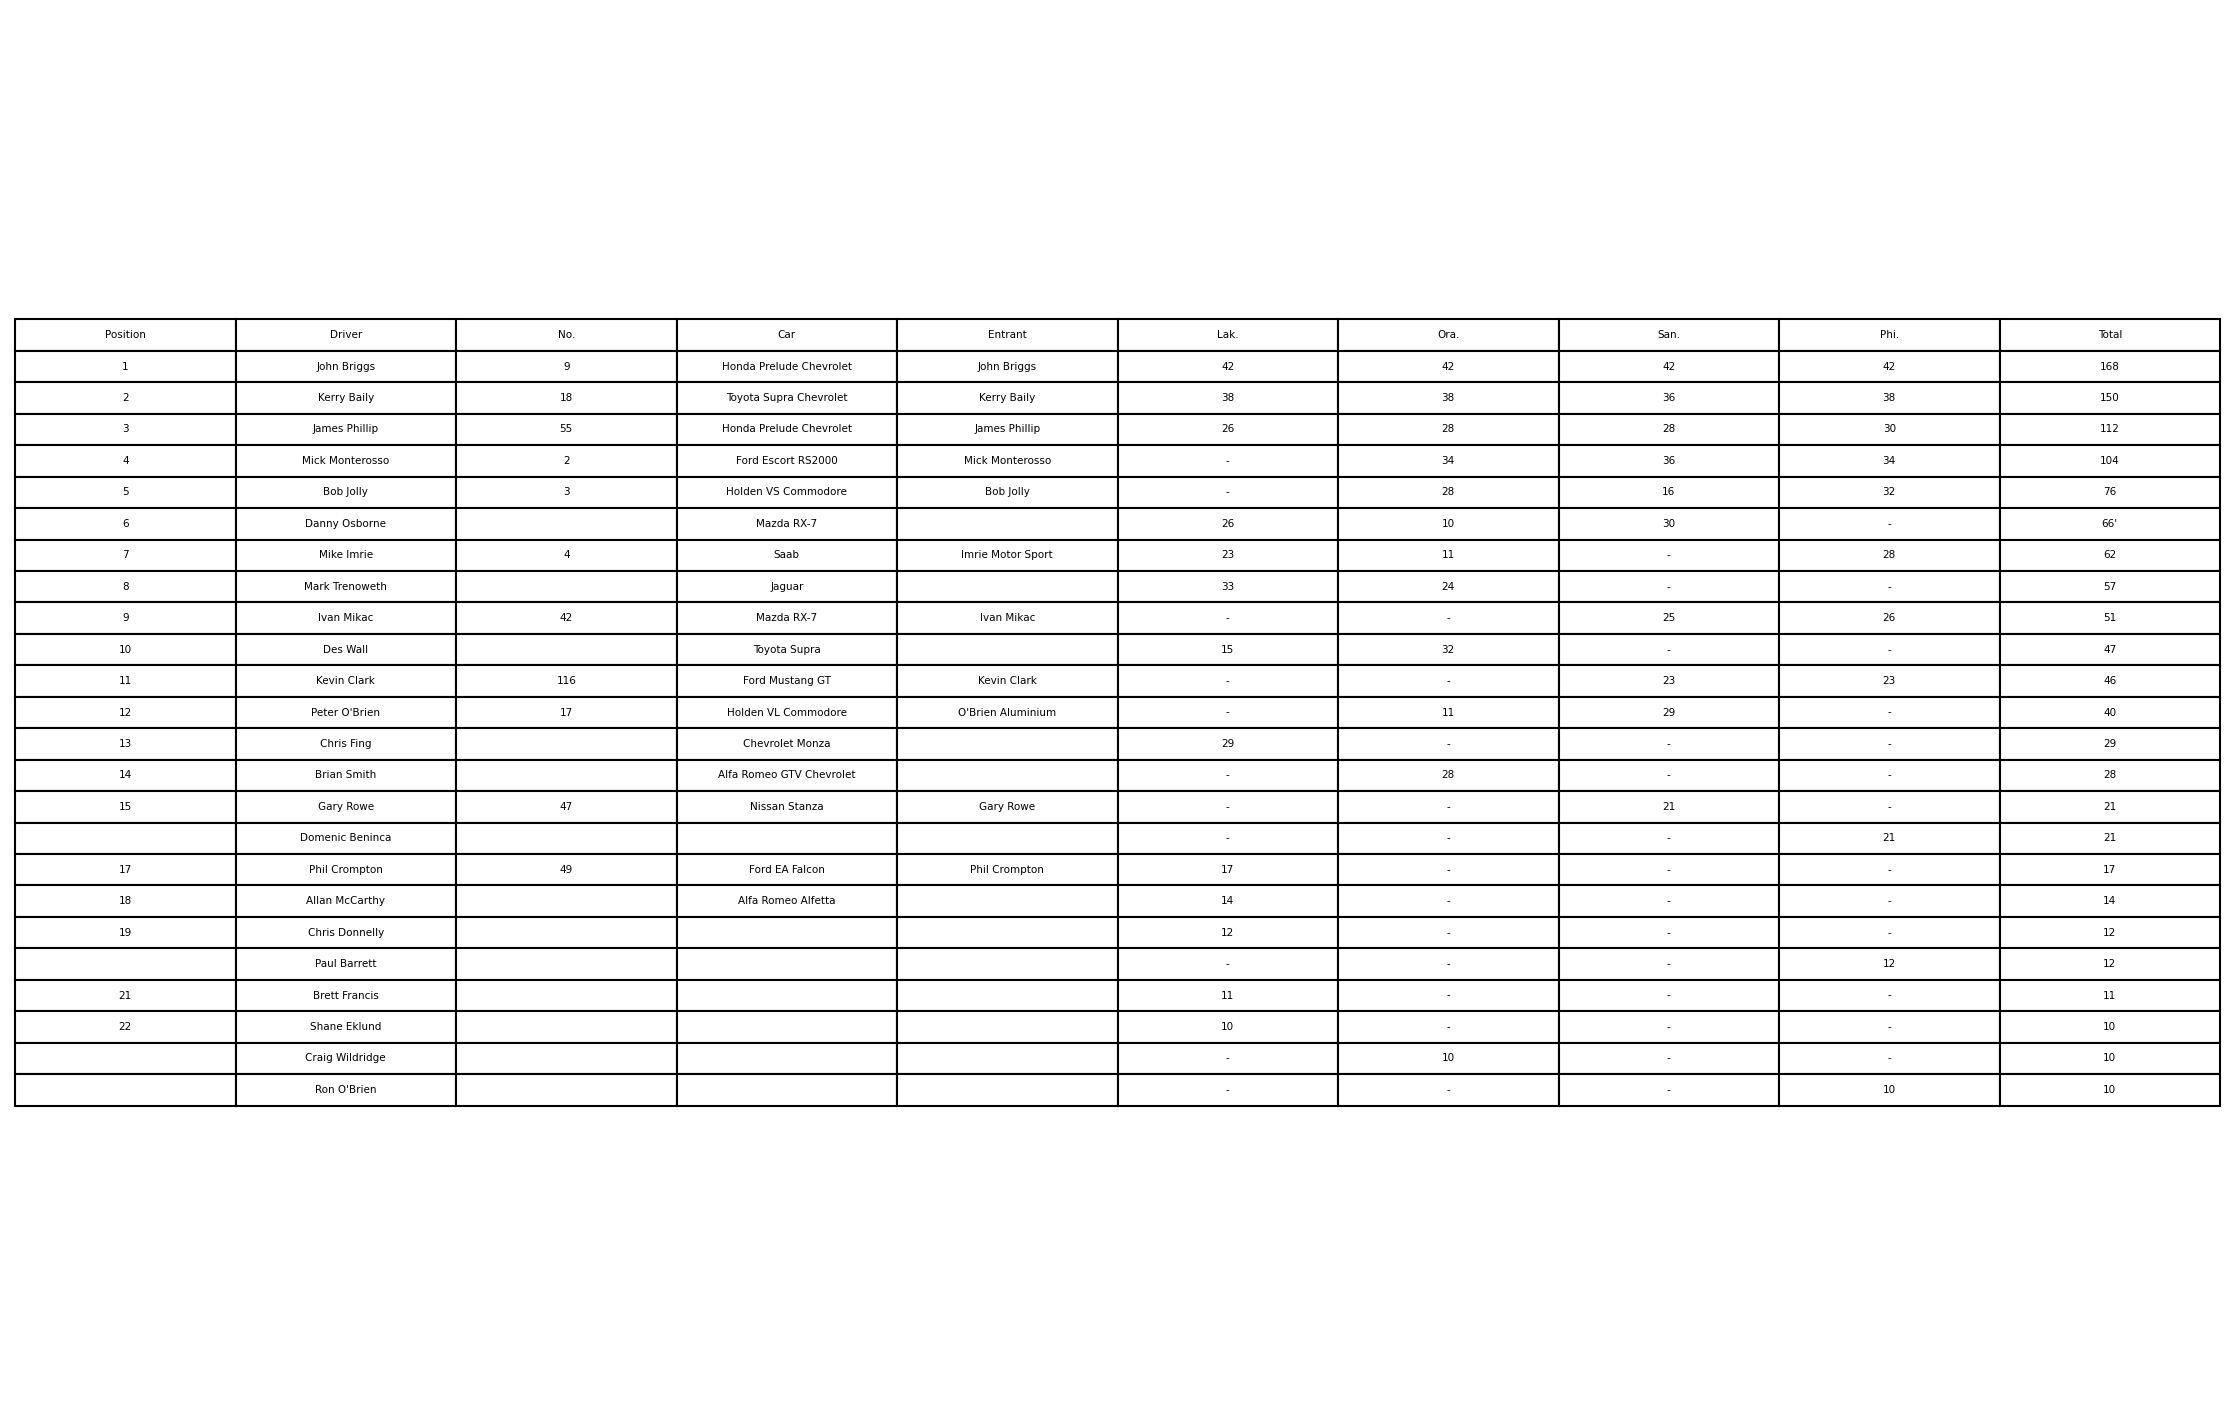 Position Driver No. Car Entrant Lak. Ora. San. Phi. Total
1 John Briggs 9 Honda Prelude Chevrolet John Briggs 42 42 42 42 168
2 Kerry Baily 18 Toyota Supra Chevrolet Kerry Baily 38 38 36 38 150
3 James Phillip 55 Honda Prelude Chevrolet James Phillip 26 28 28 30 112
4 Mick Monterosso 2 Ford Escort RS2000 Mick Monterosso - 34 36 34 104
5 Bob Jolly 3 Holden VS Commodore Bob Jolly - 28 16 32 76
6 Danny Osborne Mazda RX-7 26 10 30 - 66'
7 Mike Imrie 4 Saab Imrie Motor Sport 23 11 - 28 62
8 Mark Trenoweth Jaguar 33 24 - - 57
9 Ivan Mikac 42 Mazda RX-7 Ivan Mikac - - 25 26 51
10 Des Wall Toyota Supra 15 32 - - 47
11 Kevin Clark 116 Ford Mustang GT Kevin Clark - - 23 23 46
12 Peter O'Brien 17 Holden VL Commodore O'Brien Aluminium - 11 29 - 40
13 Chris Fing Chevrolet Monza 29 - - - 29
14 Brian Smith Alfa Romeo GTV Chevrolet - 28 - - 28
15 Gary Rowe 47 Nissan Stanza Gary Rowe - - 21 - 21
Domenic Beninca - - - 21 21
17 Phil Crompton 49 Ford EA Falcon Phil Crompton 17 - - - 17
18 Allan McCarthy Alfa Romeo Alfetta 14 - - - 14
19 Chris Donnelly 12 - - - 12
Paul Barrett - - - 12 12
21 Brett Francis 11 - - - 11
22 Shane Eklund 10 - - - 10
Craig Wildridge - 10 - - 10
Ron O'Brien - - - 10 10